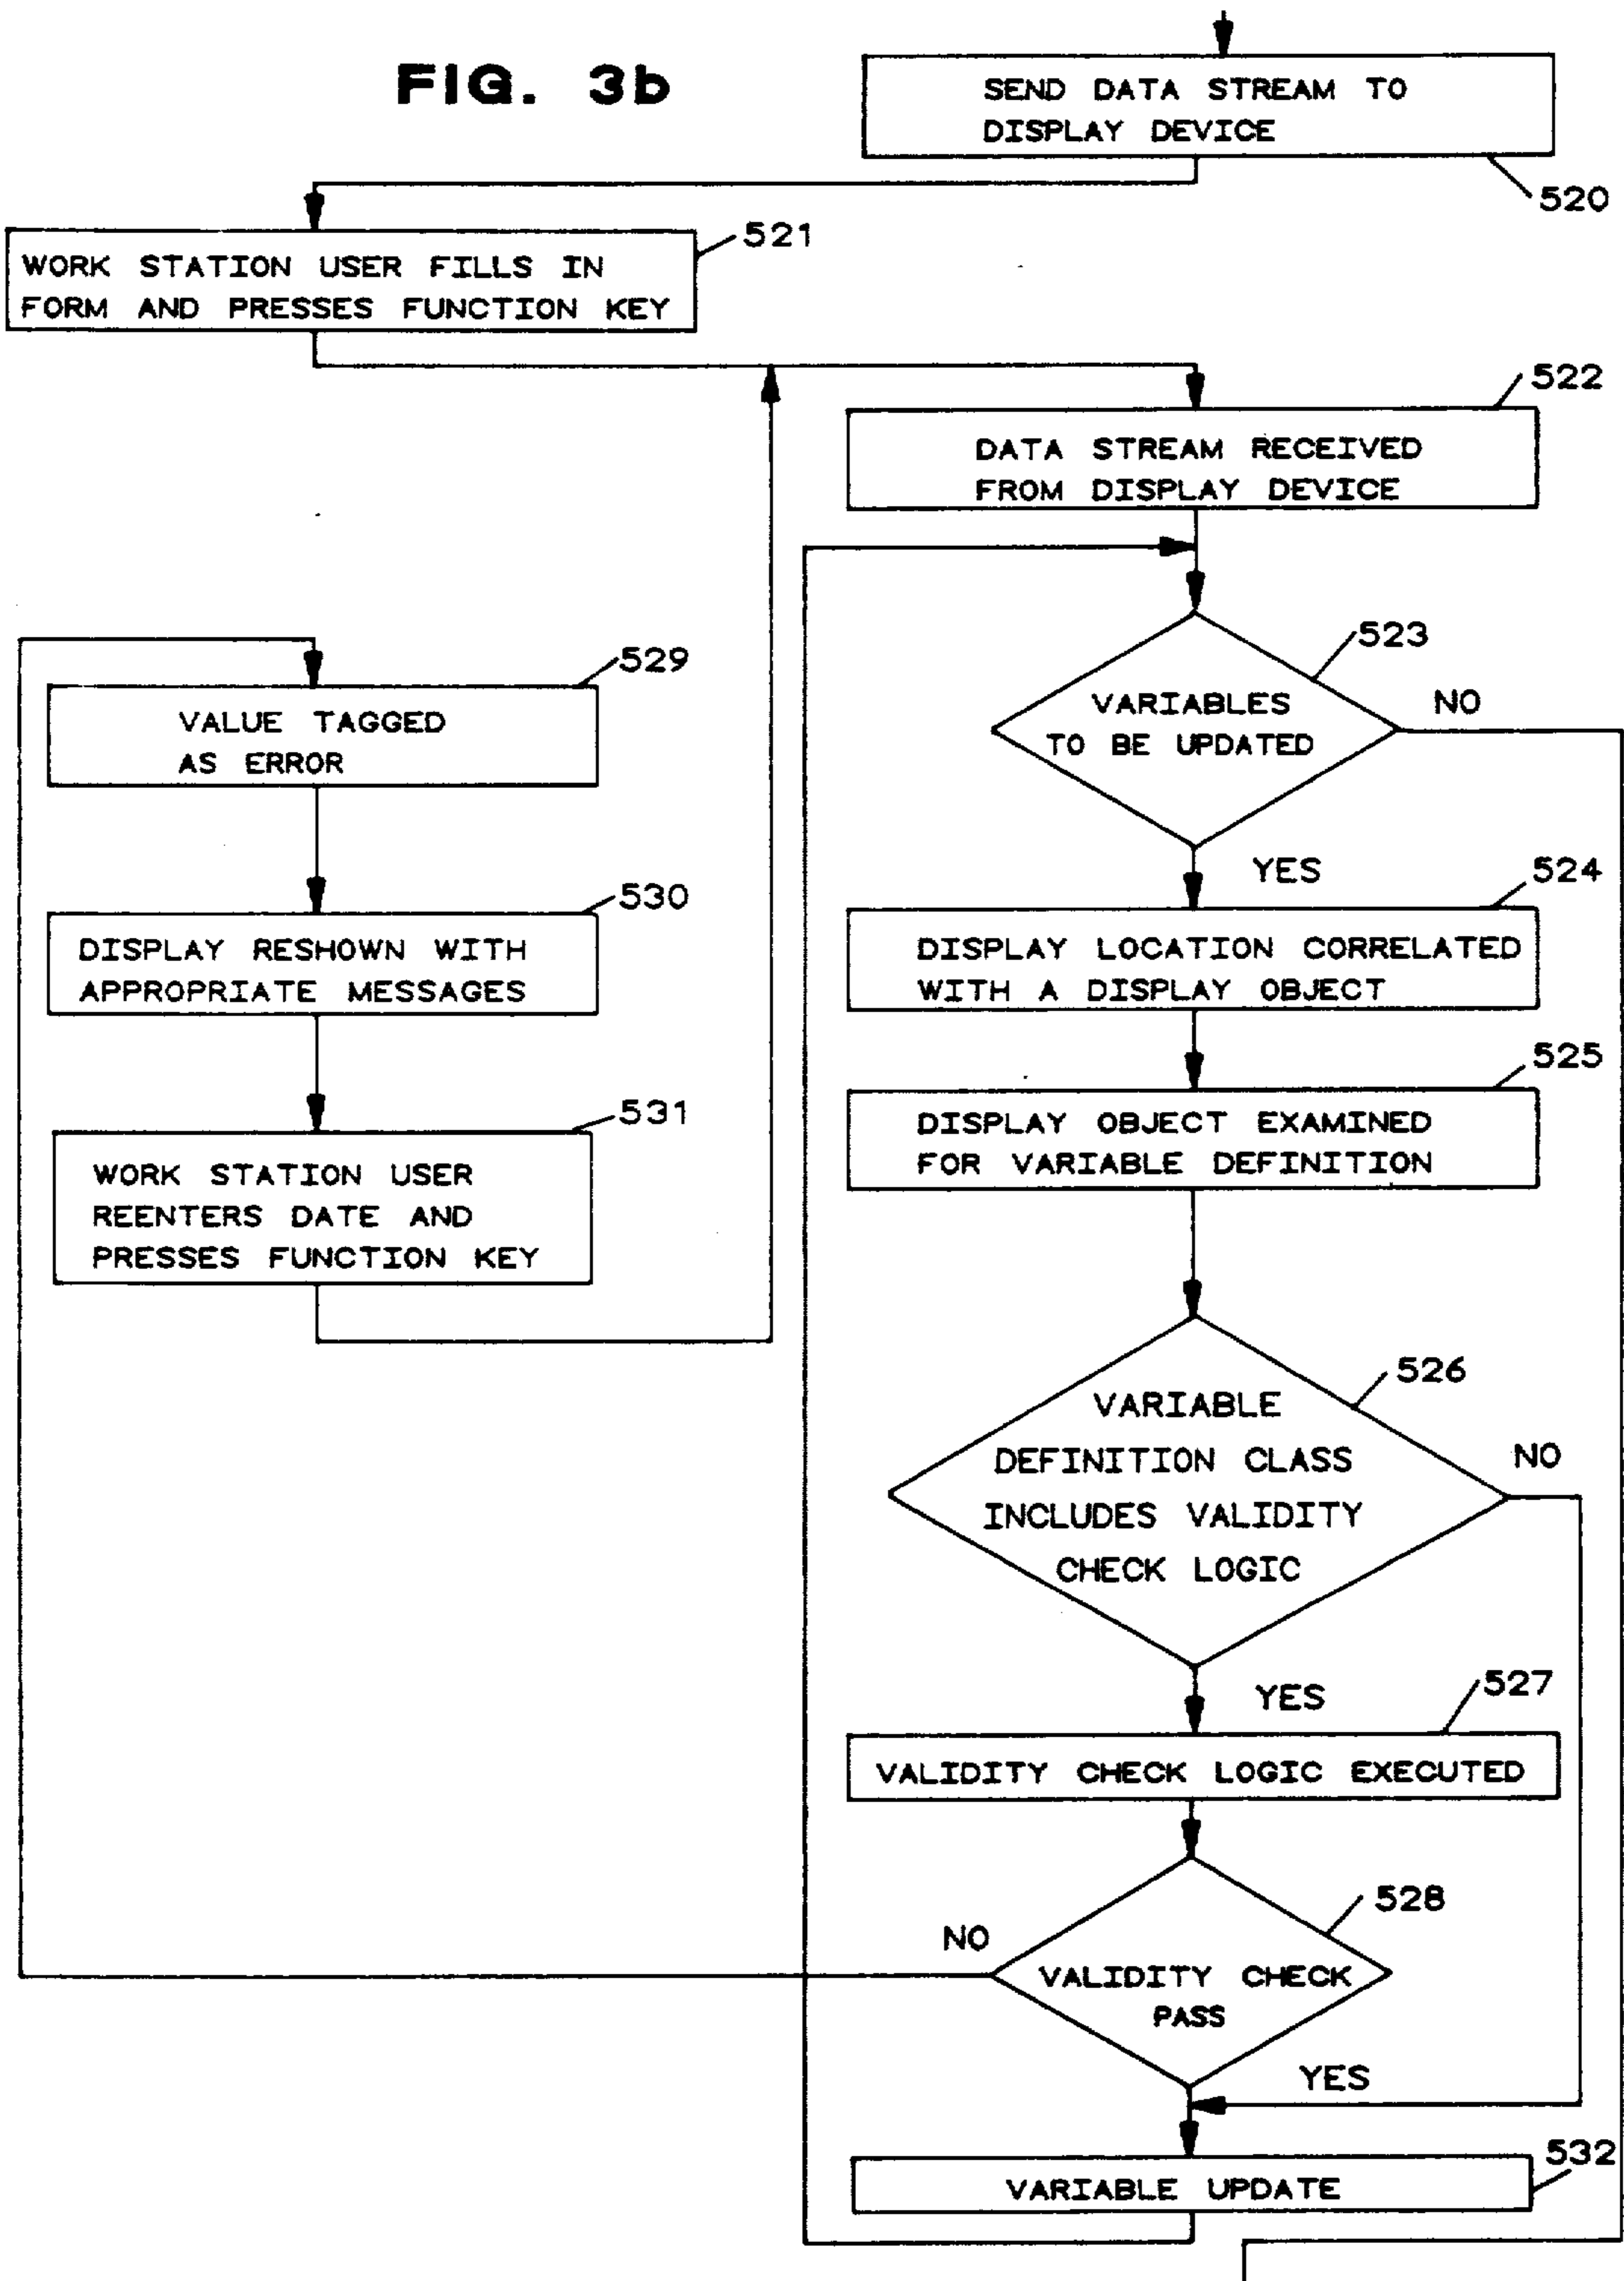 FIG. 3b
SEND DATA STREAM TO
DISPLAY DEVICE
520
521
WORK STATION USER FILLS IN
FORM AND PRESSES FUNCTION KEY
522
DATA STREAM RECEIVED
FROM DISPLAY DEVICE
523
VARIABLES
TO BE UPDATED
NO
YES
524
DISPLAY LOCATION CORRELATED
WITH A DISPLAY OBJECT
525
DISPLAY OBJECT EXAMINED
FOR VARIABLE DEFINITION
526
VARIABLE
DEFINITION CLASS
INCLUDES VALIDITY
CHECK LOGIC
NO
YES
527
VALIDITY CHECK LOGIC EXECUTED
528
NO
VALIDITY CHECK
PASS
YES
529
VALUE TAGGED
AS ERROR
530
DISPLAY RESHOWN WITH
APPROPRIATE MESSAGES
531
WORK STATION USER
REENTERS DATE AND
PRESSES FUNCTION KEY
532
VARIABLE UPDATE